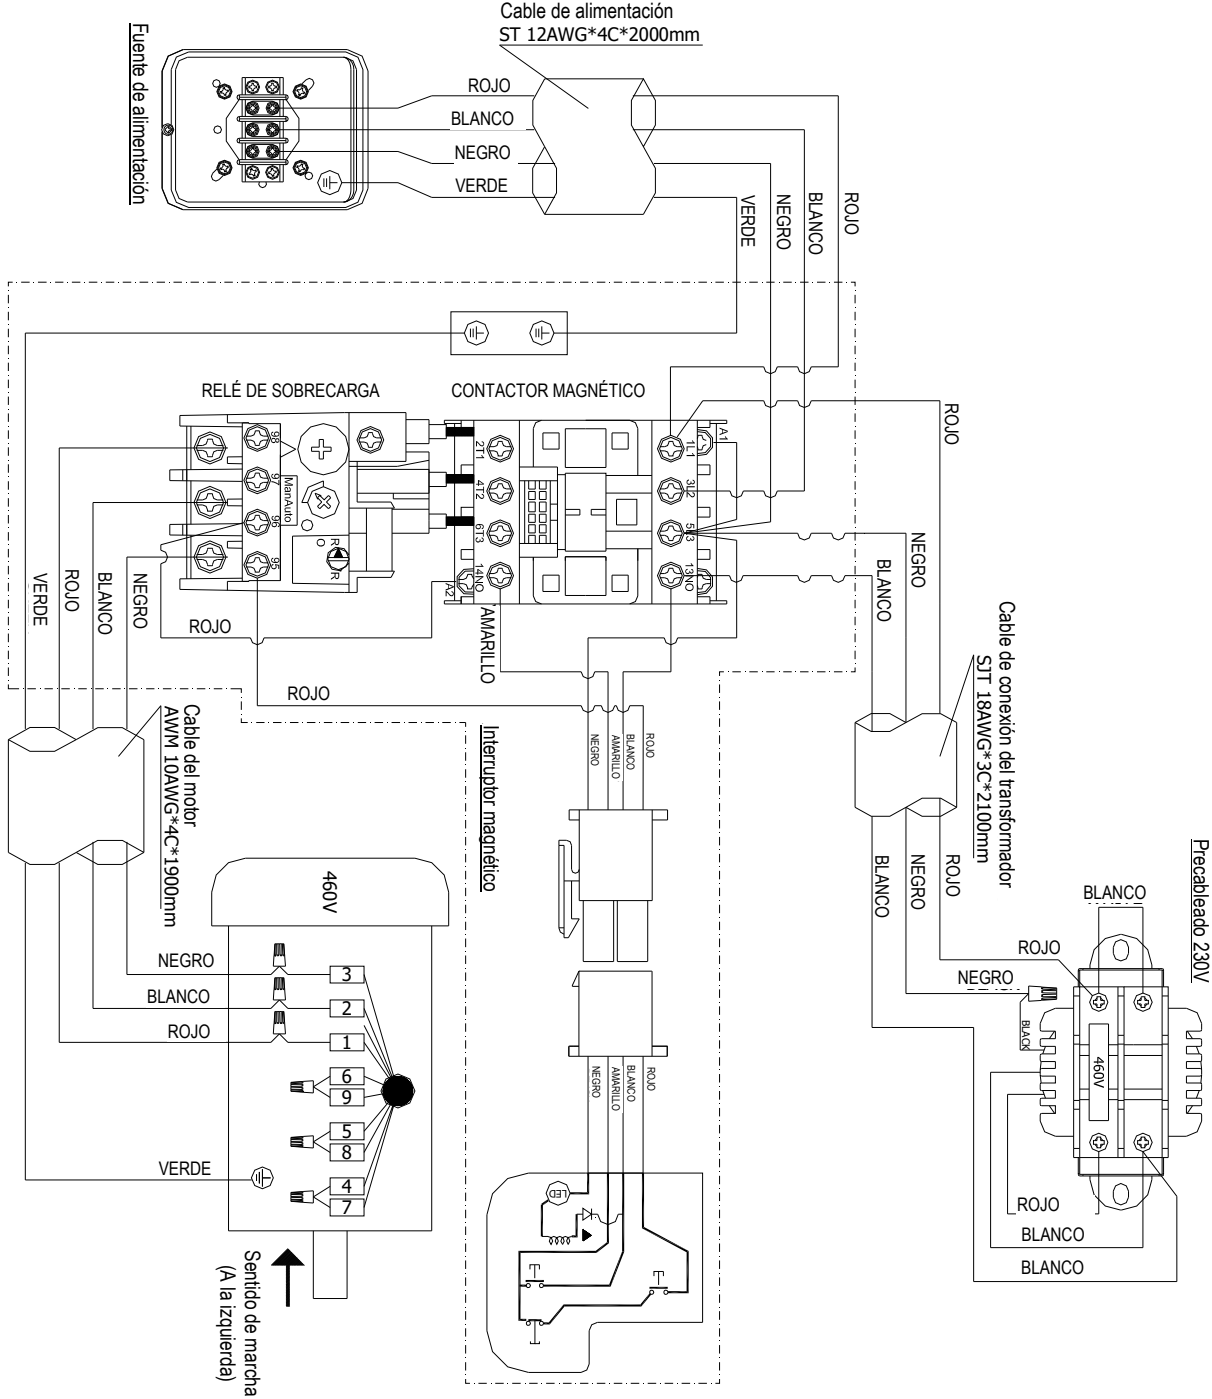 Cable de alimentación
ST 12AWG*4C*2000mm
Fuente de alimentación
ROJO
BLANCO
NEGRO
VERDE
VERDE
NEGRO
BLANCO
ROJO
RELÉ DE SOBRECARGA
CONTACTOR MAGNÉTICO
98
97
96
95
ManAuto
R
R
2T1
4T2
6T3
14NO
A2
A1
1L1
3L2
13NO
ROJO
NEGRO
BLANCO
VERDE
ROJO
BLANCO
NEGRO
ROJO
AMARILLO
ROJO
Cable de conexión del transformador
SJT 18AWG*3C*2100mm
Cable del motor
AWM 10AWG*4C*1900mm
Interruptor magnético
NEGRO
AMARILLO
BLANCO
ROJO
BLANCO
NEGRO
ROJO
Precableado 230V
BLANCO
ROJO
NEGRO
BLACK
460V
ROJO
BLANCO
BLANCO
460V
NEGRO
BLANCO
ROJO
3
2
1
6
9
5
8
4
7
VERDE
NEGRO
AMARILLO
BLANCO
ROJO
LED
Sentido de marcha
(A la izquierda)